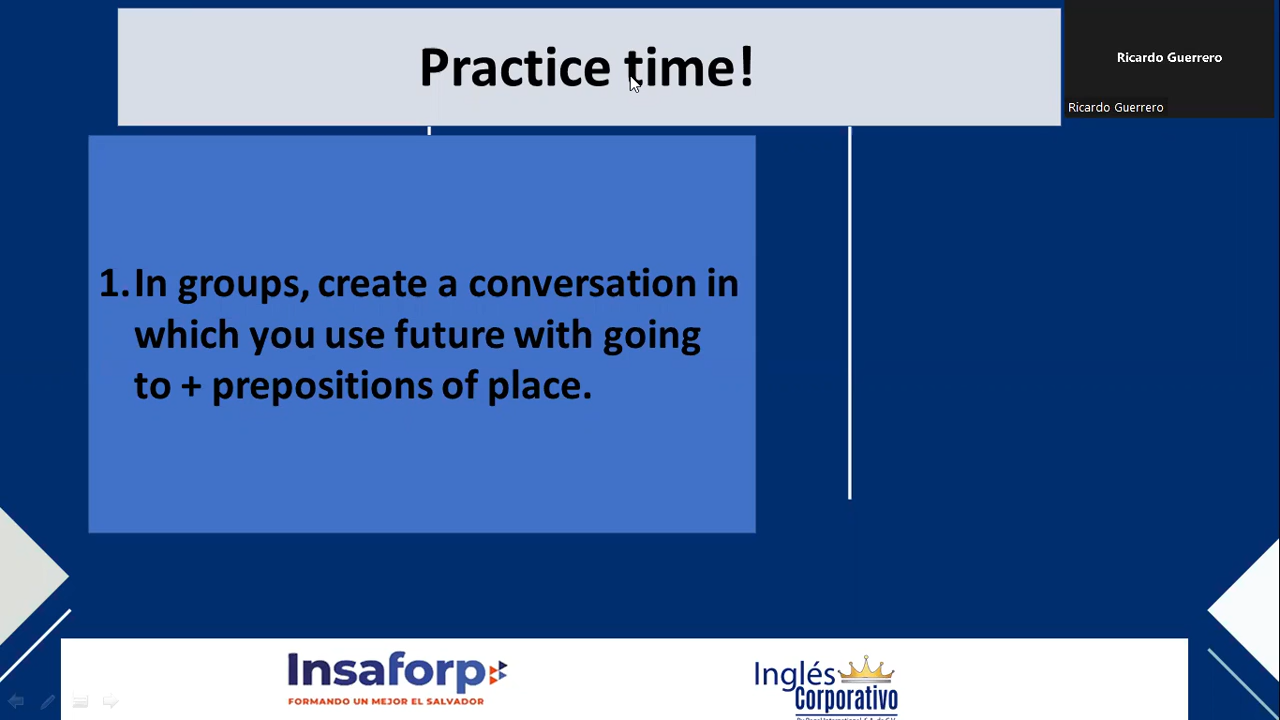 Practice time!
Ricardo Guerrero
Ricardo Guerrero
1. In groups, create a conversation in
which you use future with going
to + prepositions of place.
Insaforp
FORMANDO UN MEJOR EL SALVADOR
Inglés
Corporativo